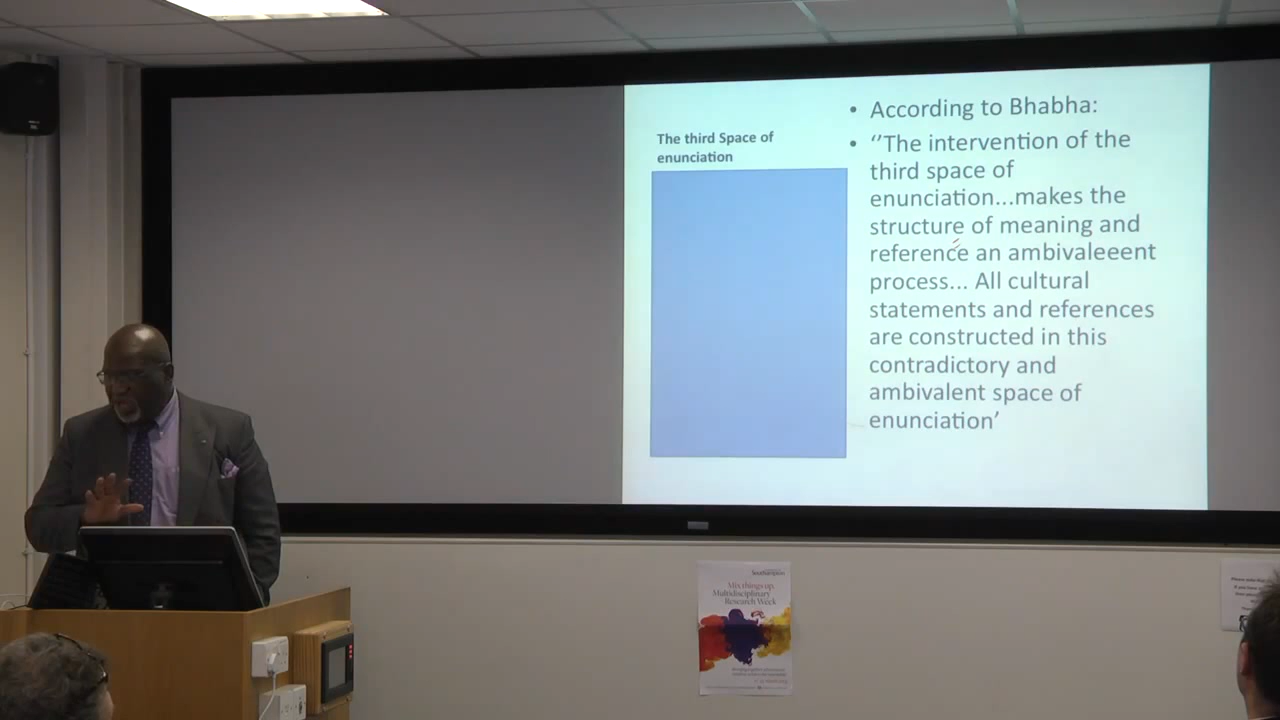 The third Space of
enunciation
• According to Bhabha:
• ‘’The intervention of the
third space of
enunciation...makes the
structure of meaning and
reference an ambivaleeent
process... All cultural
statements and references
are constructed in this
contradictory and
ambivalent space of
enunciation’
Southampton
Mix things up,
Multidisciplinary
Research Week